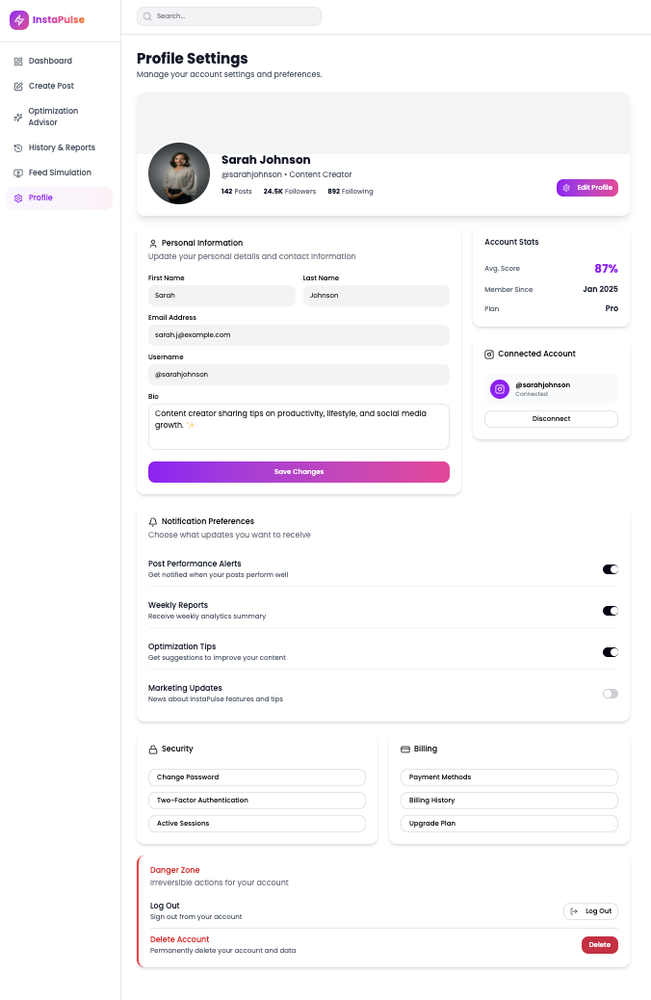 InstaPulse
Search...
Dashboard
Create Post
Optimization
Advisor
History & Reports
Feed Simulation
Profile
Profile Settings
Manage your account settings and preferences.
Sarah Johnson
@sarahjohnson • Content Creator
142 Posts 24.5K Followers 892 Following
Edit Profile
Personal Information
Update your personal details and contact information
First Name Last Name
Sarah Johnson
Email Address
sarah.j@example.com
Username
@sarahjohnson
Bio
Content creator sharing tips on productivity, lifestyle, and social media
growth. ✨
Save Changes
Account Stats
Avg. Score 87%
Member Since Jan 2025
Plan Pro
Connected Account
@sarahjohnson
Connected
Disconnect
Notification Preferences
Choose what updates you want to receive
Post Performance Alerts
Get notified when your posts perform well
Weekly Reports
Receive weekly analytics summary
Optimization Tips
Get suggestions to improve your content
Marketing Updates
News about InstaPulse features and tips
Security
Change Password
Two-Factor Authentication
Active Sessions
Billing
Payment Methods
Billing History
Upgrade Plan
Danger Zone
Irreversible actions for your account
Log Out
Sign out from your account
Log Out
Delete Account
Permanently delete your account and data
Delete